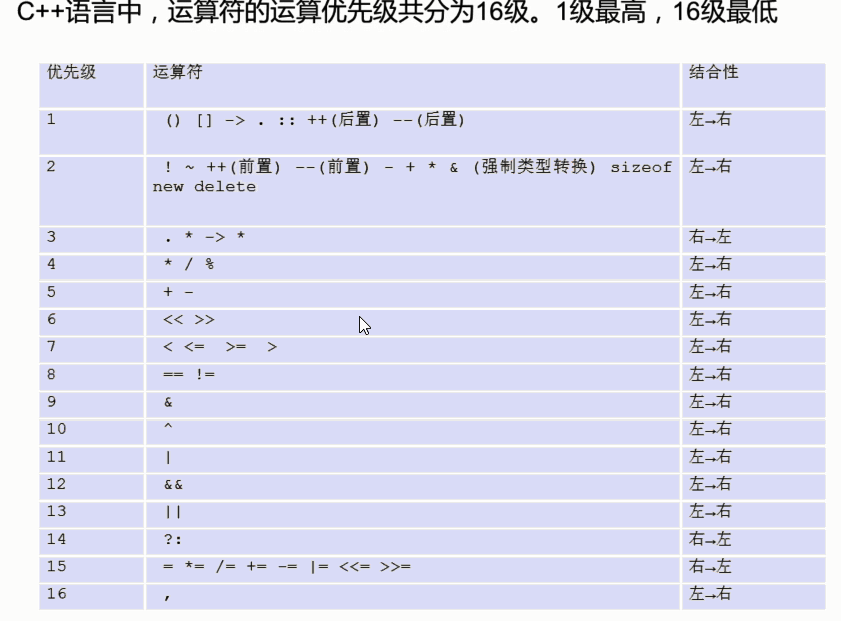 C++语言中，运算符的运算优先级共分为16级。1级最高，16级最低
优先级 运算符 结合性
1 () [] -> . :: ++(后置) --(后置) 左→右
2 ! ~ ++(前置) --(前置) - + * & (强制类型转换) sizeof 左→右
new delete
3 . * -> * 右→左
4 * / % 左→右
5 + - 左→右
6 << >> 左→右
7 < <= >= > 左→右
8 == != 左→右
9 & 左→右
10 ^ 左→右
11 | 左→右
12 && 左→右
13 || 左→右
14 ?: 右→左
15 = *= /= += -= |= <<= >>= 右→左
16 , 左→右